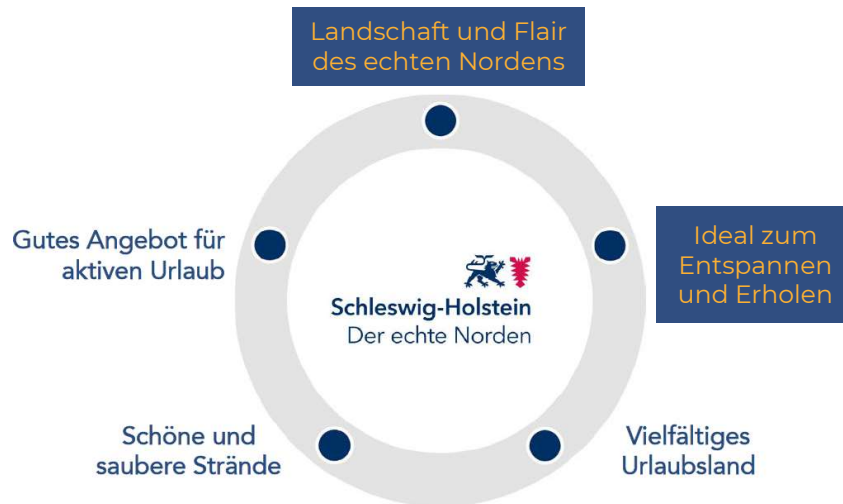 Landschaft und Flair
des echten Nordens
Gutes Angebot für
aktiven Urlaub
Ideal zum
Entspannen
und Erholen
Schleswig-Holstein
Der echte Norden
Schöne und
saubere Strände
Vielfältiges
Urlaubsland